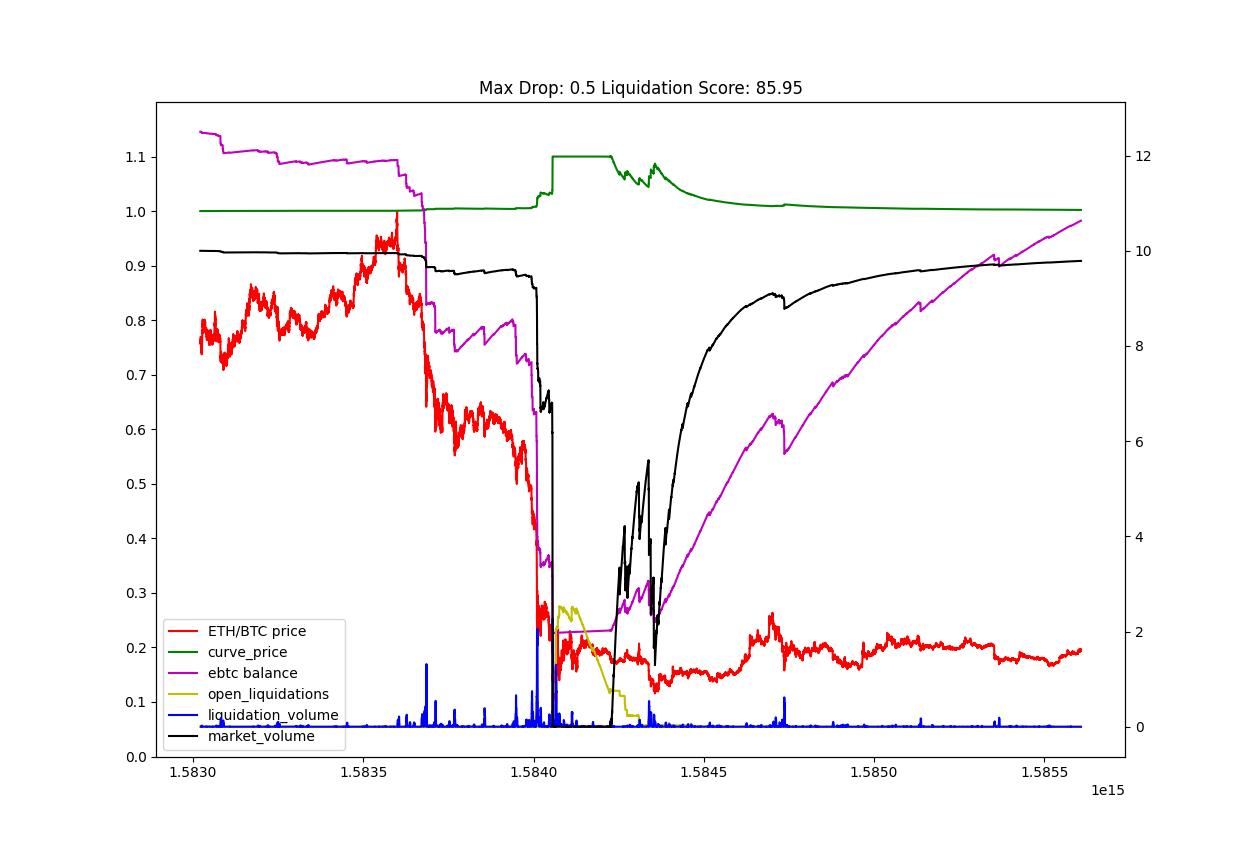 Max Drop: 0.5 Liquidation Score: 85.95
1.1
1.0
0.9
0.8
0.7
0.6
0.5
0.4
0.3
0.2
0.1
0.0
12
10
8
6
4
2
0
ETH/BTC price
curve_price
ebtc balance
open_liquidations
liquidation_volume
market_volume
1.5830 1.5835 1.5840 1.5845 1.5850 1.5855
1e15